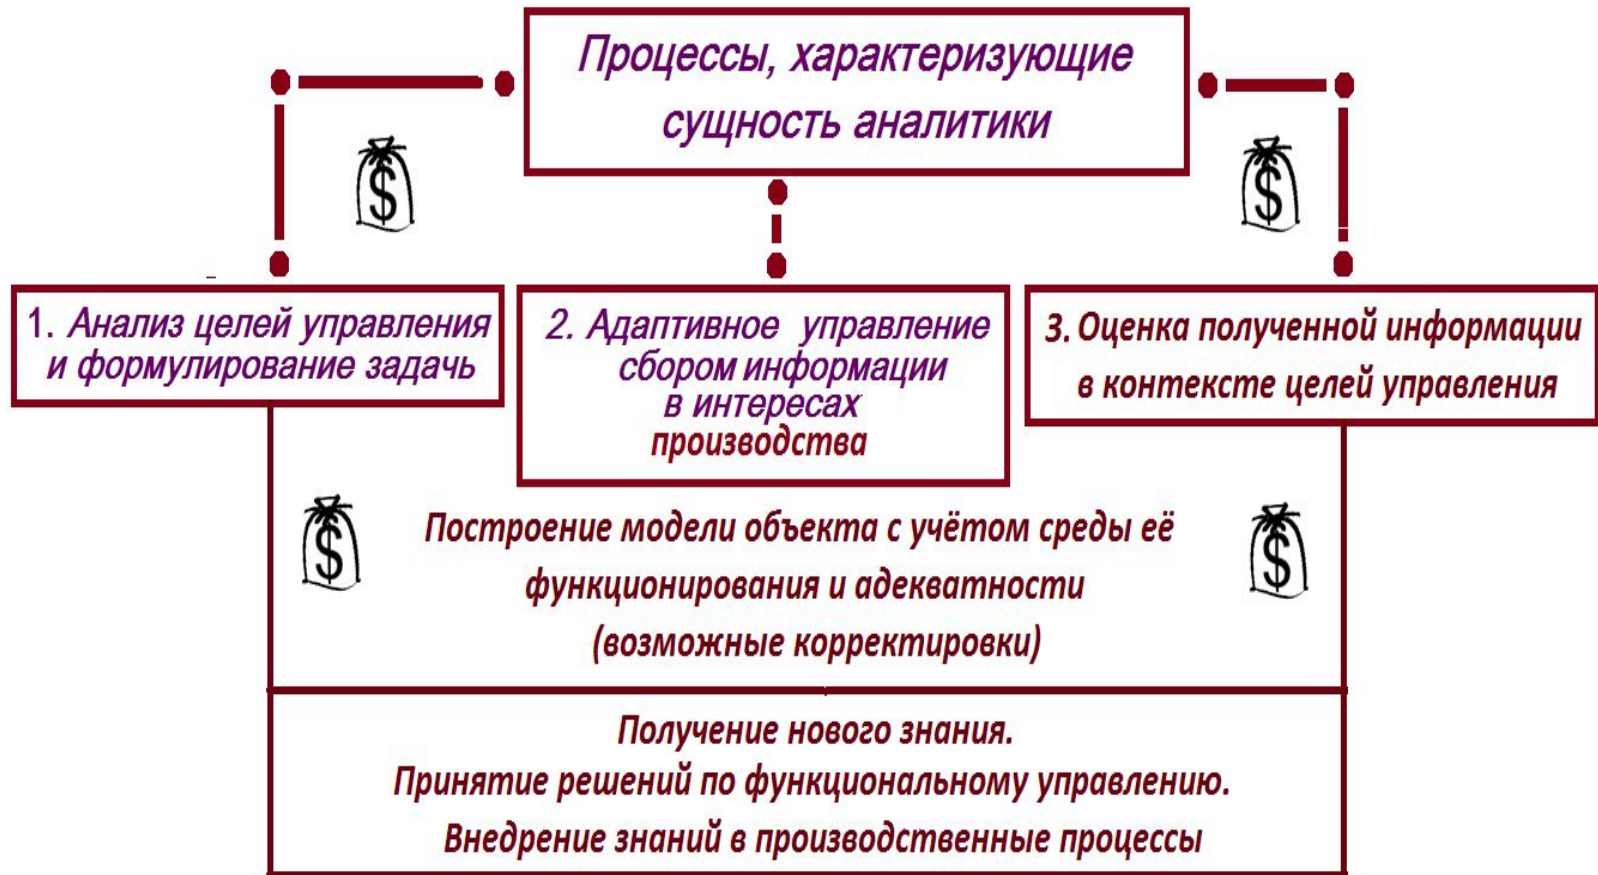 Процессы, характеризующие
сущность аналитики
$
$
1. Анализ целей управления
и формулирование задачь
2. Адаптивное управление
сбором информации
в интересах
производства
3. Оценка полученной информации
в контексте целей управления
$
$
Построение модели объекта с учётом среды её
функционирования и адекватности
(возможные корректировки)
Получение нового знания.
Принятие решений по функциональному управлению.
Внедрение знаний в производственные процессы